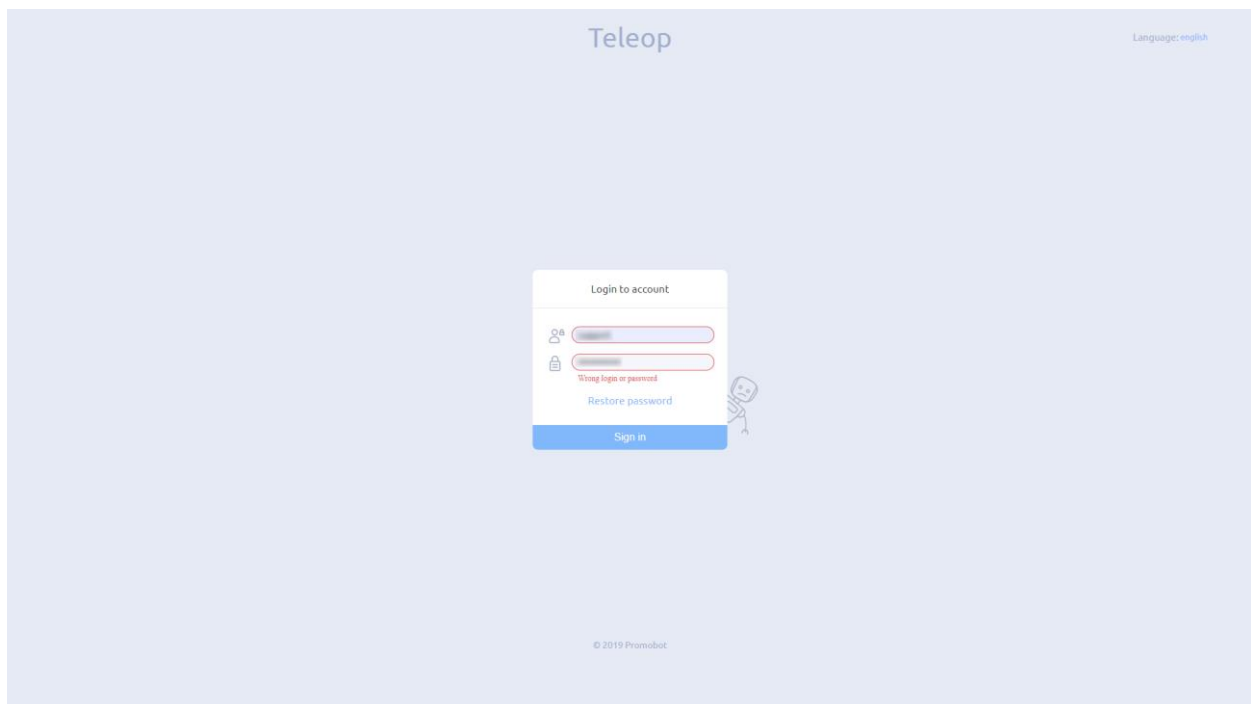 Teleop
Language: english
Login to account
Wrong login or password
Restore password
Sign in
© 2019 Promobot